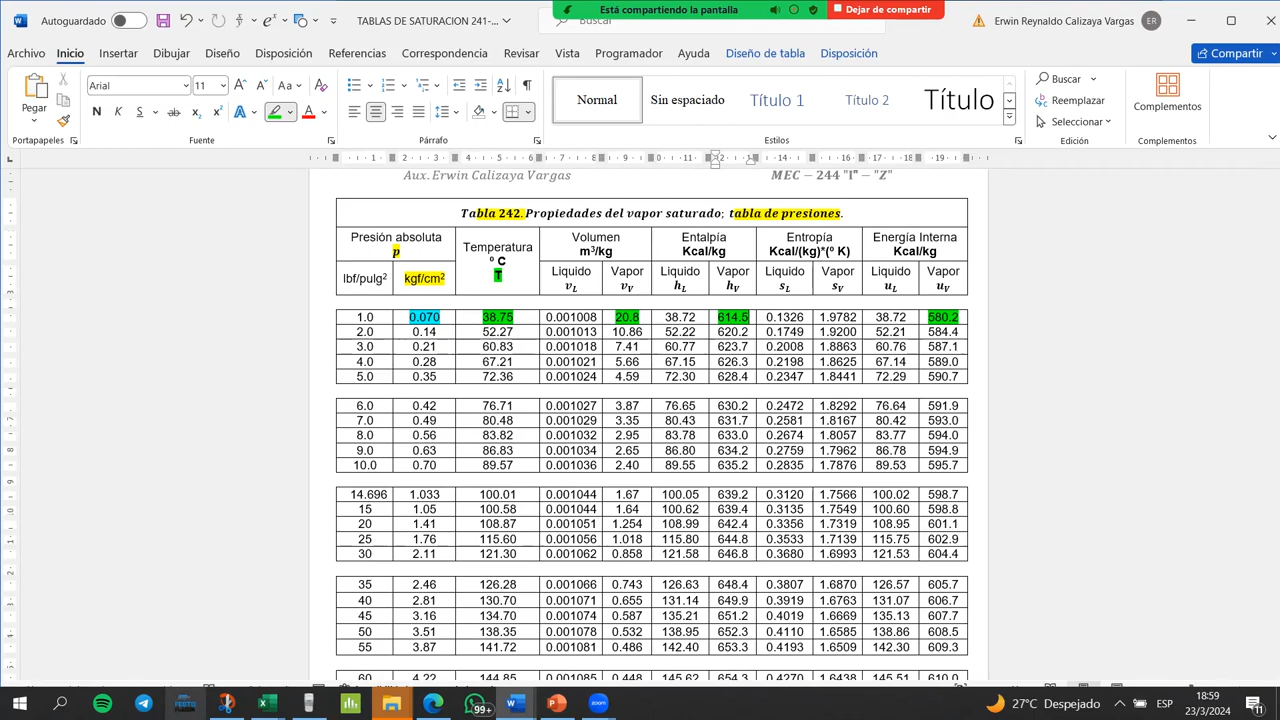 Autoguardado
TABLAS DE SATURACION 241-...
Está compartiendo la pantalla
Dejar de compartir
Buscar
Erwin Reynaldo Calizaya Vargas
ER
Archivo Inicio Insertar Dibujar Diseño Disposición Referencias Correspondencia Revisar Vista Programador Ayuda Diseño de tabla Disposición
Compartir
Pegar
Arial 11
Aa
N K S ab x₂ x² A A
Normal Sin espaciado Título 1 Título 2 Título
Buscar
Reemplazar
Seleccionar
Complementos
Portapapeles Fuente Párrafo Estilos Edición Complementos
Aux. Erwin Calizaya Vargas MEC − 244 "I" − "Z"
Tabla 242. Propiedades del vapor saturado; tabla de presiones.
Presión absoluta p Temperatura º C T Volumen m³/kg Entalpía Kcal/kg Entropía Kcal/(kg)*(º K) Energía Interna Kcal/kg
lbf/pulg² kgf/cm² Liquido vL Vapor vV Liquido hL Vapor hV Liquido sL Vapor sV Liquido uL Vapor uV
1.0 0.070 38.75 0.001008 20.8 38.72 614.5 0.1326 1.9782 38.72 580.2
2.0 0.14 52.27 0.001013 10.86 52.22 620.2 0.1749 1.9200 52.21 584.4
3.0 0.21 60.83 0.001018 7.41 60.77 623.7 0.2008 1.8863 60.76 587.1
4.0 0.28 67.21 0.001021 5.66 67.15 626.3 0.2198 1.8625 67.14 589.0
5.0 0.35 72.36 0.001024 4.59 72.30 628.4 0.2347 1.8441 72.29 590.7
6.0 0.42 76.71 0.001027 3.87 76.65 630.2 0.2472 1.8292 76.64 591.9
7.0 0.49 80.48 0.001029 3.35 80.43 631.7 0.2581 1.8167 80.42 593.0
8.0 0.56 83.82 0.001032 2.95 83.78 633.0 0.2674 1.8057 83.77 594.0
9.0 0.63 86.83 0.001034 2.65 86.80 634.2 0.2759 1.7962 86.78 594.9
10.0 0.70 89.57 0.001036 2.40 89.55 635.2 0.2835 1.7876 89.53 595.7
14.696 1.033 100.01 0.001044 1.67 100.05 639.2 0.3120 1.7566 100.02 598.7
15 1.05 100.58 0.001044 1.64 100.62 639.4 0.3135 1.7549 100.60 598.8
20 1.41 108.87 0.001051 1.254 108.99 642.4 0.3356 1.7319 108.95 601.1
25 1.76 115.60 0.001056 1.018 115.80 644.8 0.3533 1.7139 115.75 602.9
30 2.11 121.30 0.001062 0.858 121.58 646.8 0.3680 1.6993 121.53 604.4
35 2.46 126.28 0.001066 0.743 126.63 648.4 0.3807 1.6870 126.57 605.7
40 2.81 130.70 0.001071 0.655 131.14 649.9 0.3919 1.6763 131.07 606.7
45 3.16 134.70 0.001074 0.587 135.21 651.2 0.4019 1.6669 135.13 607.7
50 3.51 138.35 0.001078 0.532 138.95 652.3 0.4110 1.6585 138.86 608.5
55 3.87 141.72 0.001081 0.486 142.40 653.3 0.4193 1.6509 142.30 609.3
60 4.22 144.85 0.001085 0.448 145.62 0.4270 1.6438 145.51 610.0
99+
27°C Despejado
ESP
18:59
23/3/2024
11